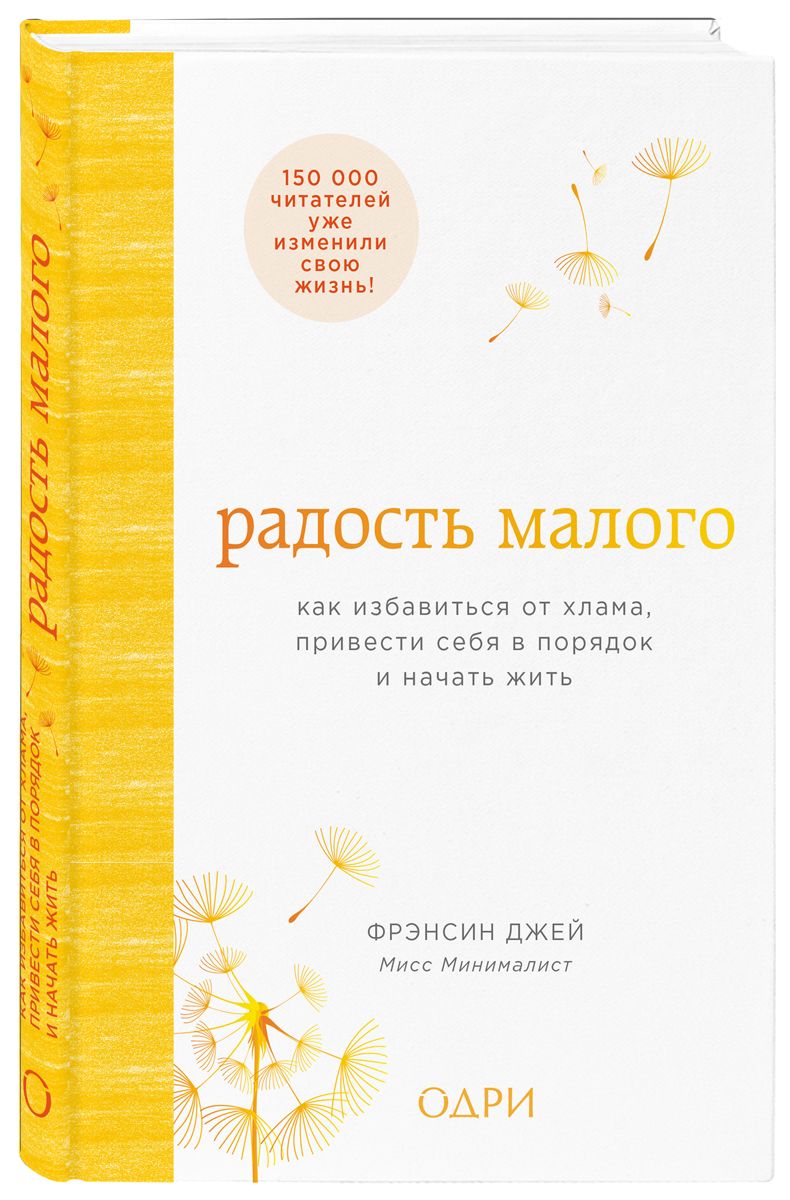 150 000
читателей
уже
изменили
свою
жизнь!
радость малого
как избавиться от хлама,
привести себя в порядок
и начать жить
ФРЭНСИН ДЖЕЙ
Мисс Минималист
ОДРИ
радость малого
КАК ИЗБАВИТЬСЯ ОТ ХЛАМА,
ПРИВЕСТИ СЕБЯ В ПОРЯДОК
И НАЧАТЬ ЖИТЬ